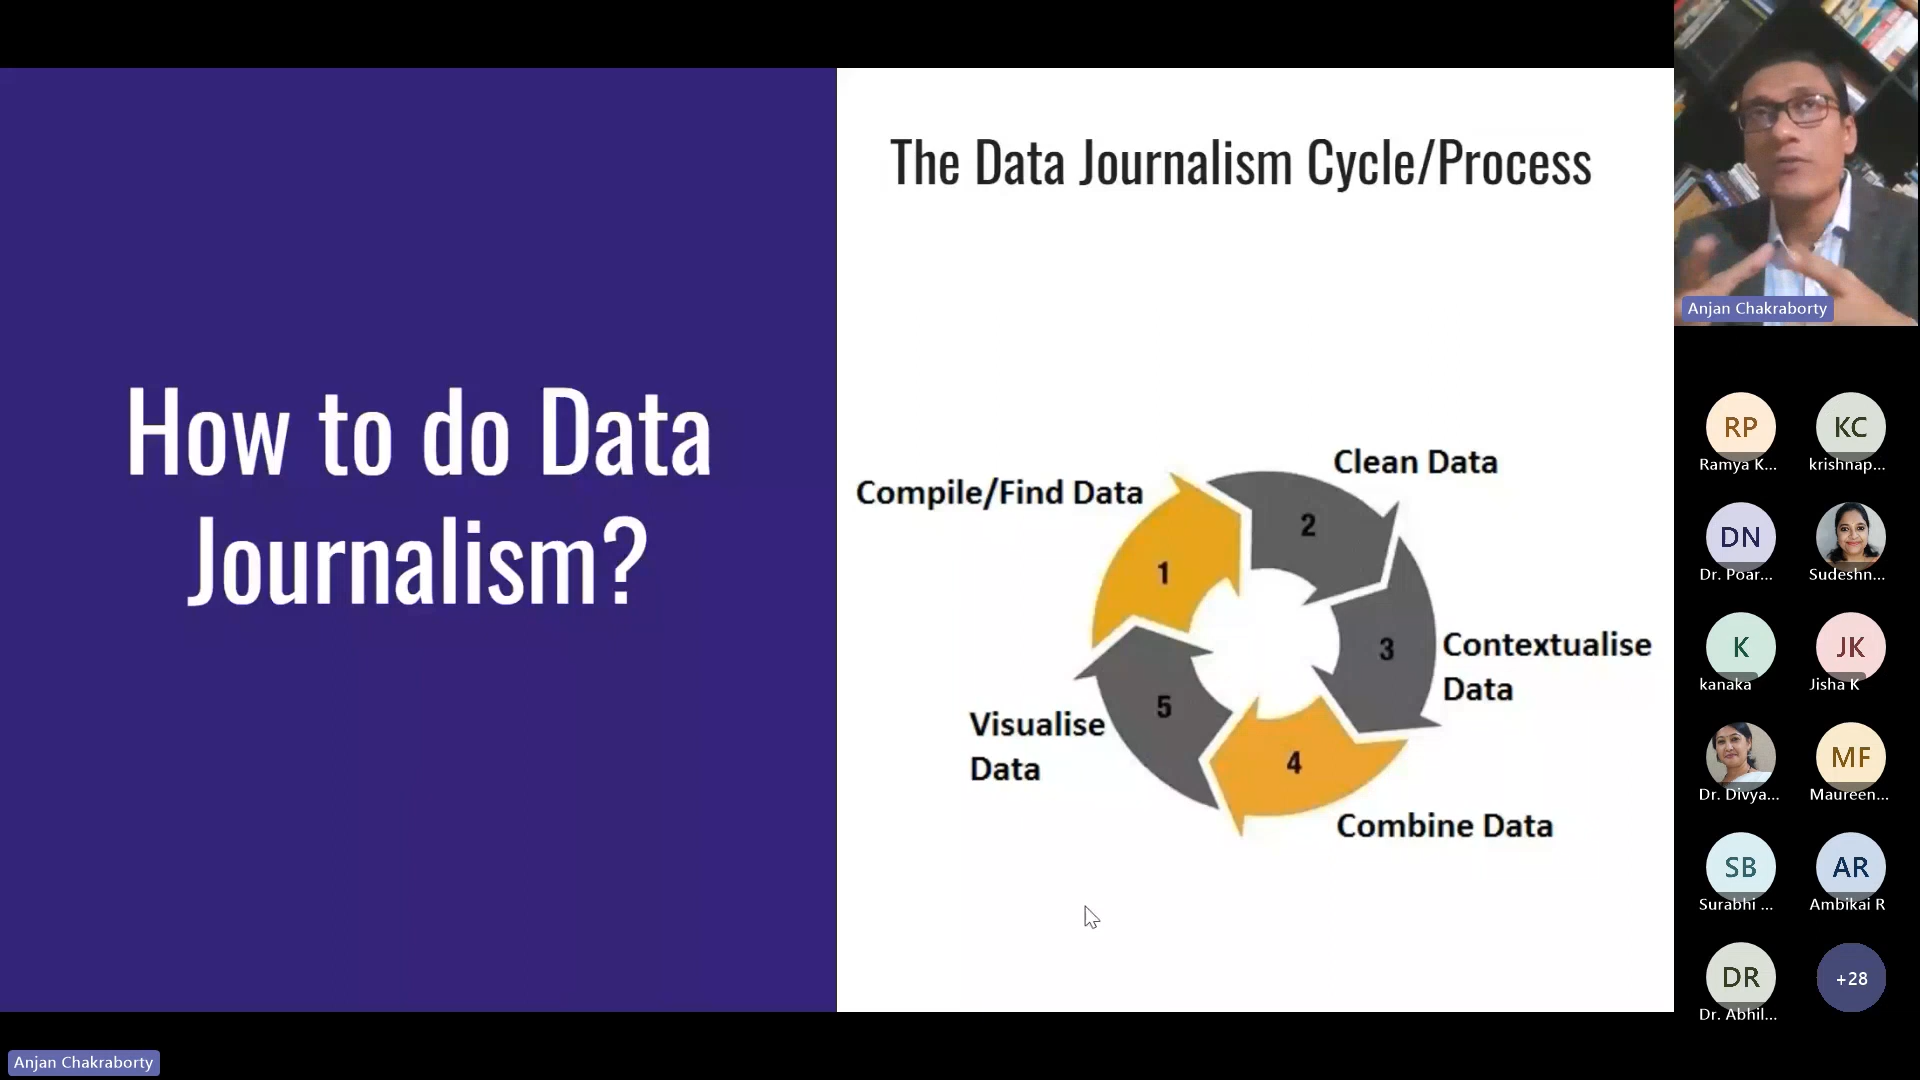 How to do Data
Journalism?
The Data Journalism Cycle/Process
Compile/Find Data
Clean Data
Contextualise
Data
Combine Data
Visualise
Data
1
2
3
4
5
Anjan Chakraborty
RP
Ramya K...
KC
krishnap...
DN
Dr. Poar...
Sudeshn...
K
kanaka
JK
Jisha K
Dr. Divya...
MF
Maureen...
SB
Surabhi ...
AR
Ambikai R
DR
Dr. Abhil...
+28
Anjan Chakraborty